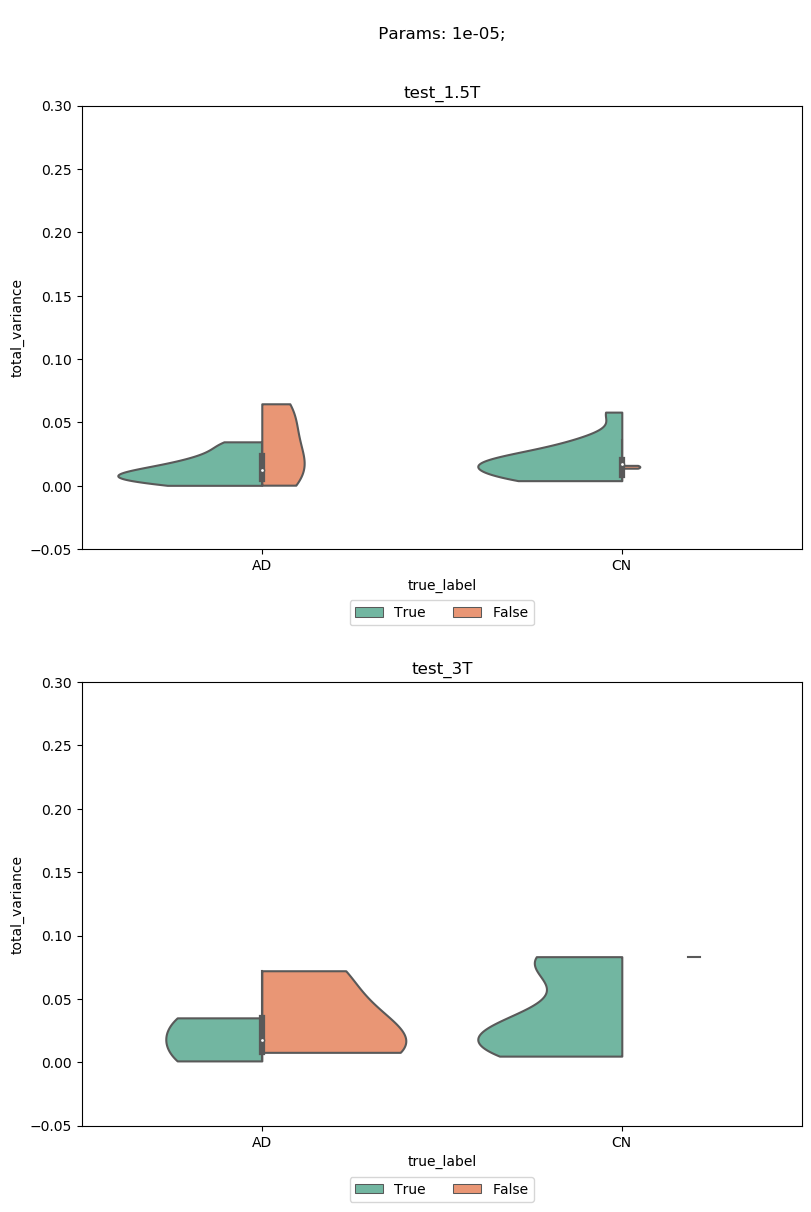 Params: 1e-05;
test_1.5T
0.30
0.25
0.20
0.15
0.10
0.05
0.00
−0.05
total_variance
AD CN
true_label
True False
test_3T
0.30
0.25
0.20
0.15
0.10
0.05
0.00
−0.05
total_variance
AD CN
true_label
True False